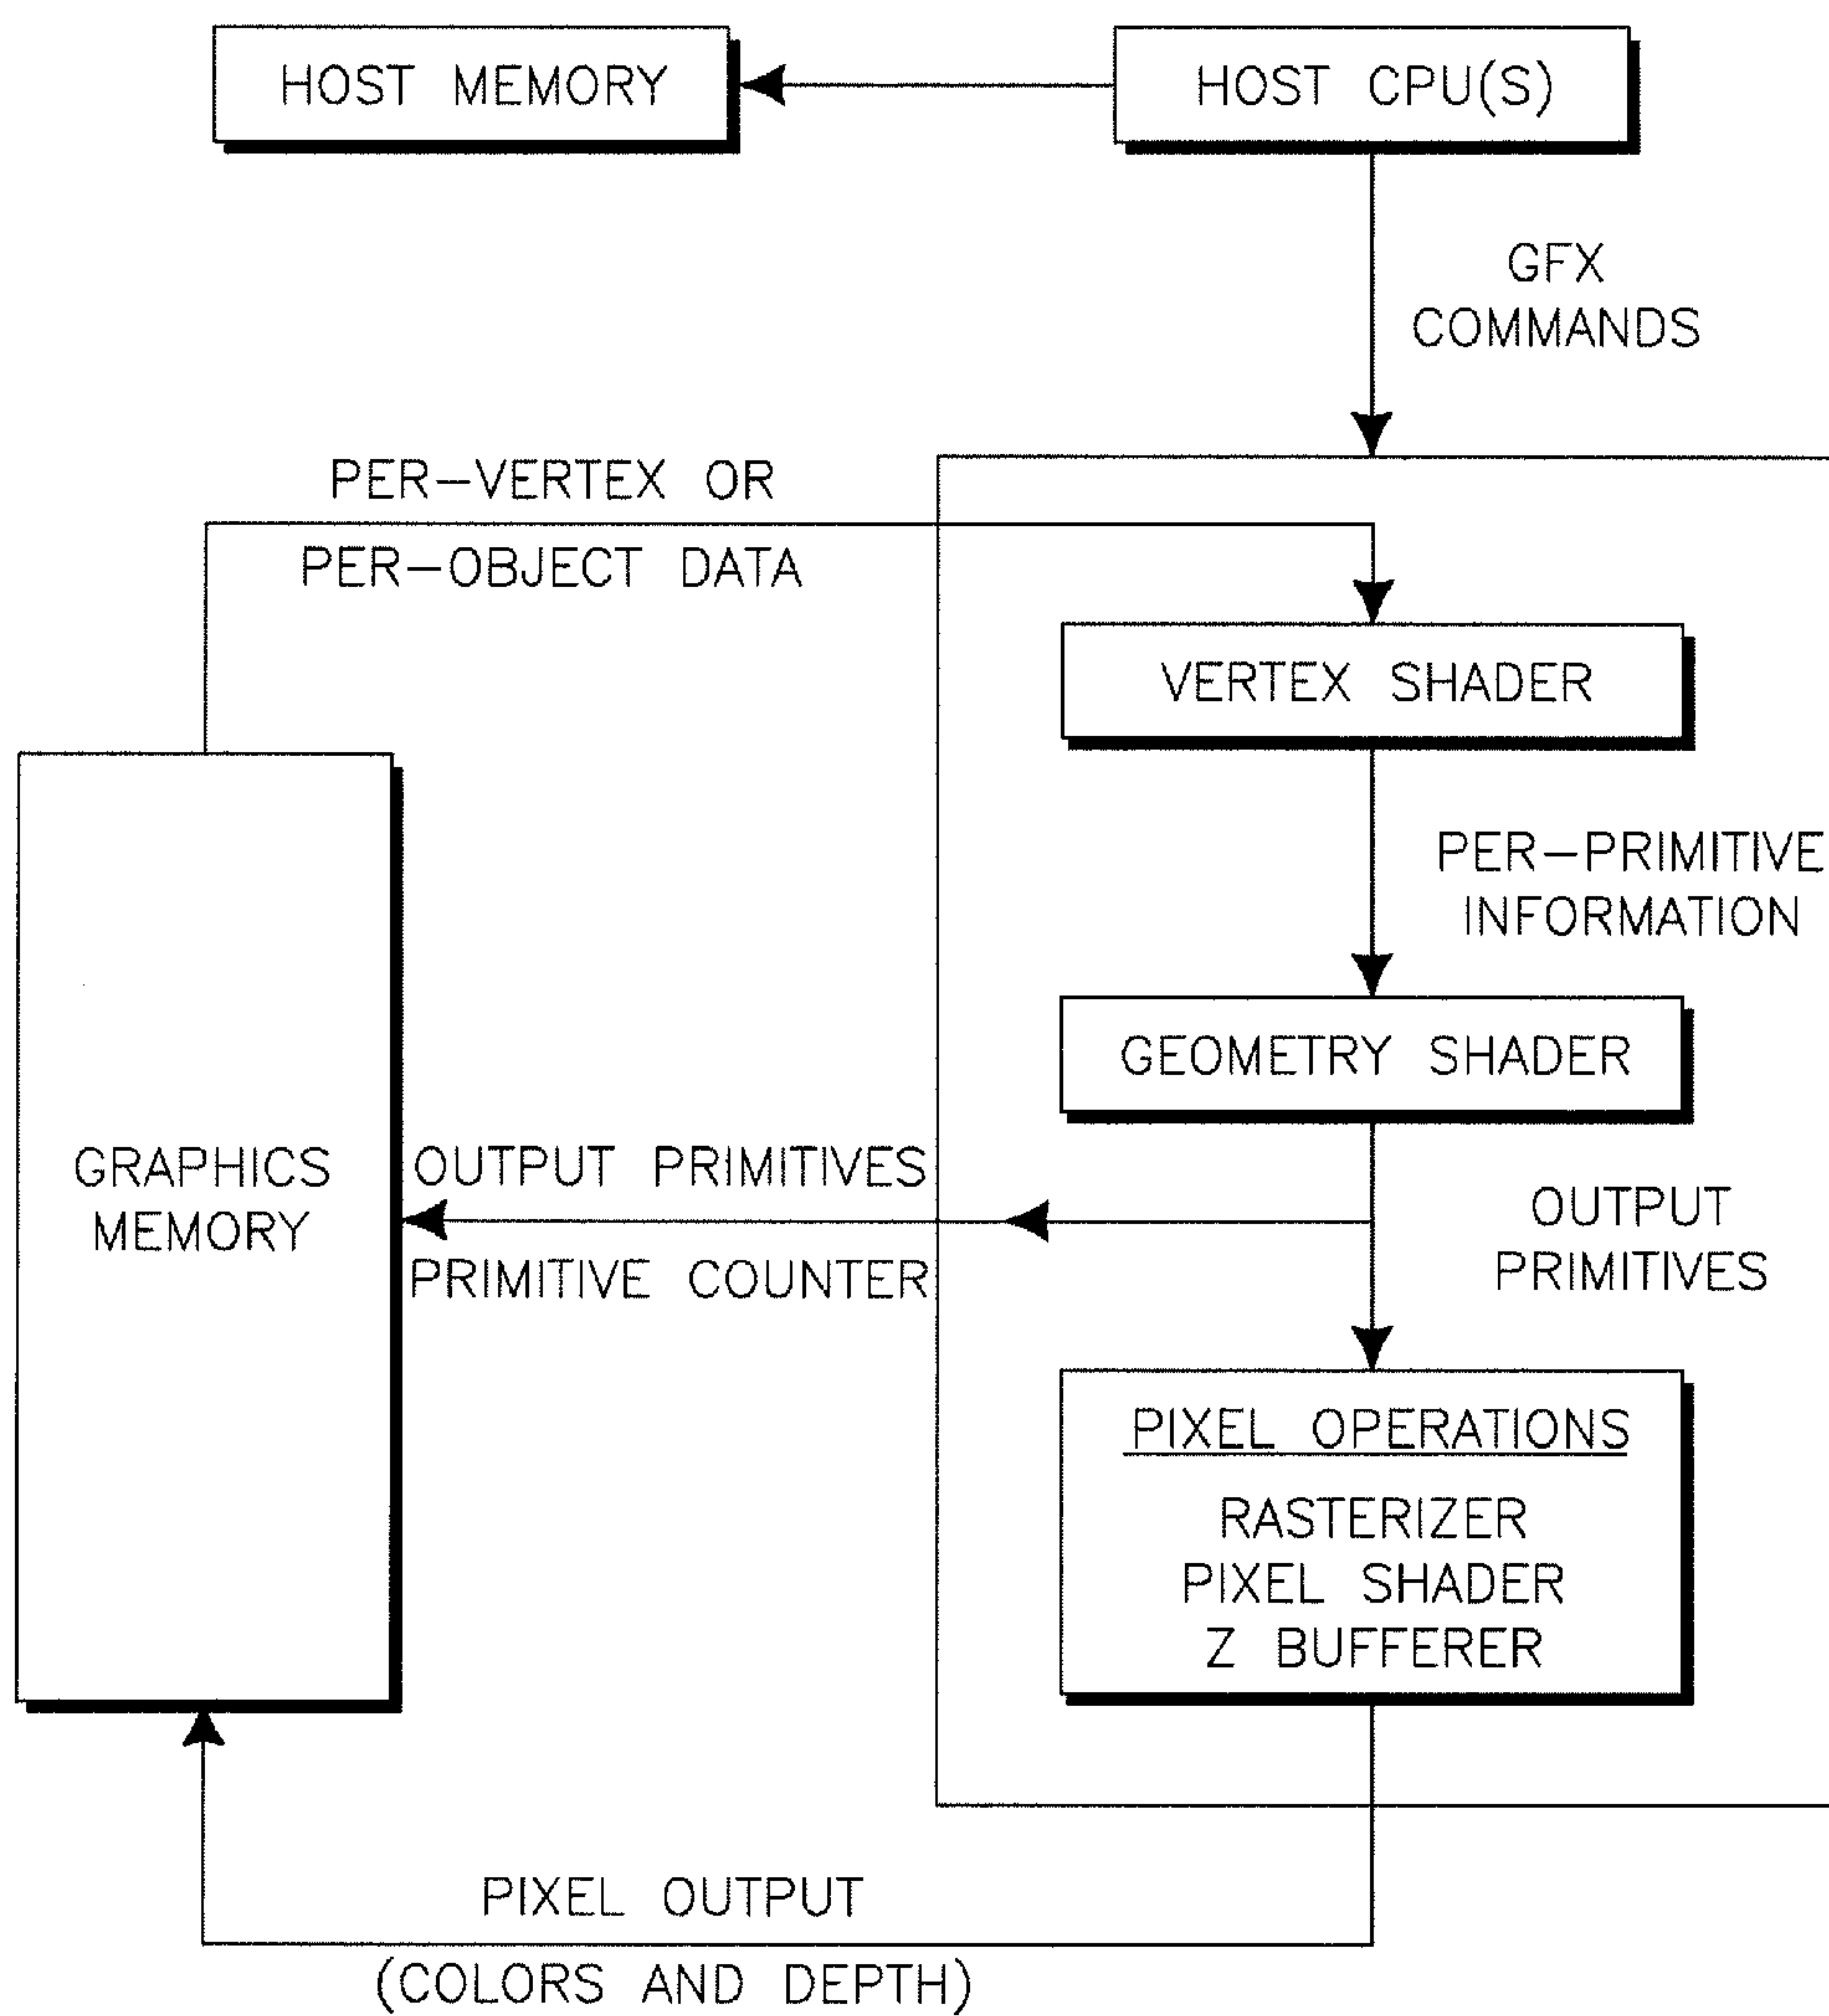 HOST MEMORY
HOST CPU(S)
GFX
COMMANDS
PER-VERTEX OR
PER-OBJECT DATA
VERTEX SHADER
PER-PRIMITIVE
INFORMATION
GEOMETRY SHADER
GRAPHICS
MEMORY
OUTPUT PRIMITIVES
PRIMITIVE COUNTER
OUTPUT
PRIMITIVES
PIXEL OPERATIONS
RASTERIZER
PIXEL SHADER
Z BUFFERER
PIXEL OUTPUT
(COLORS AND DEPTH)